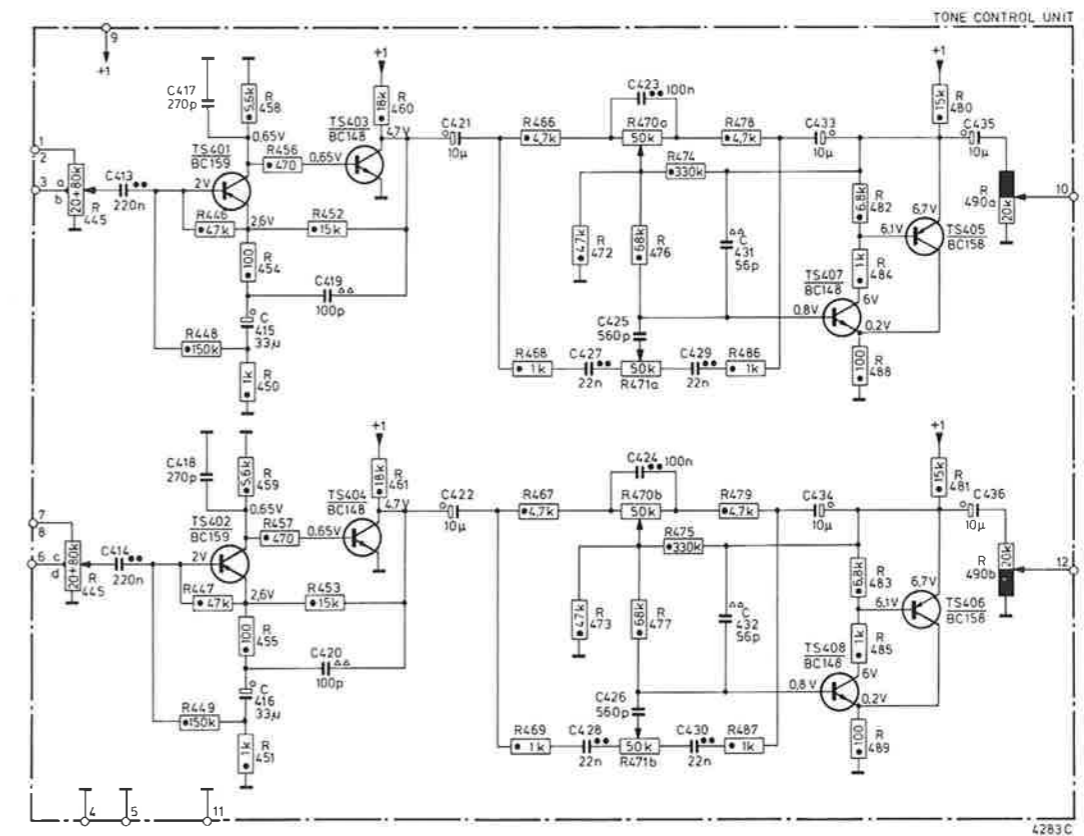 TONE CONTROL UNIT
9
+1
C417
270p
5,6k
R
458
0,65V
TS401
BC159
R456
470
0,65V
TS403
BC148
+1
18k
R
460
4,7V
C421
10µ
R466
4,7k
C423
100n
R470a
50k
R478
4,7k
C433
10µ
+1
15k
R
480
C435
10µ
1
2
3
a
b
20+80k
R
445
C413
220n
2V
R446
47k
2,6V
R452
15k
100
R
454
C419
100p
C
415
33µ
R448
150k
1k
R
450
R474
330k
47k
R
472
68k
R
476
C
431
56p
C425
560p
R468
1k
C427
22n
50k
R471a
C429
22n
R486
1k
6,8k
R
482
6,1V
6,7V
TS405
BC158
1k
R
484
TS407
BC148
0,8V
6V
0,2V
100
R
488
R
490a
20k
10
C418
270p
5,6k
R
459
0,65V
TS402
BC159
R457
470
0,65V
TS404
BC148
+1
18k
R
461
4,7V
C422
10µ
R467
4,7k
C424
100n
R470b
50k
R479
4,7k
C434
10µ
+1
15k
R
481
C436
10µ
7
8
6
c
d
20+80k
R
445
C414
220n
2V
R447
47k
2,6V
R453
15k
100
R
455
C420
100p
C
416
33µ
R449
150k
1k
R
451
R475
330k
47k
R
473
68k
R
477
C
432
56p
C426
560p
R469
1k
C428
22n
50k
R471b
C430
22n
R487
1k
6,8k
R
483
6,1V
6,7V
TS406
BC158
1k
R
485
TS408
BC148
0,8V
6V
0,2V
100
R
489
R
490b
20k
12
4
5
11
4283C